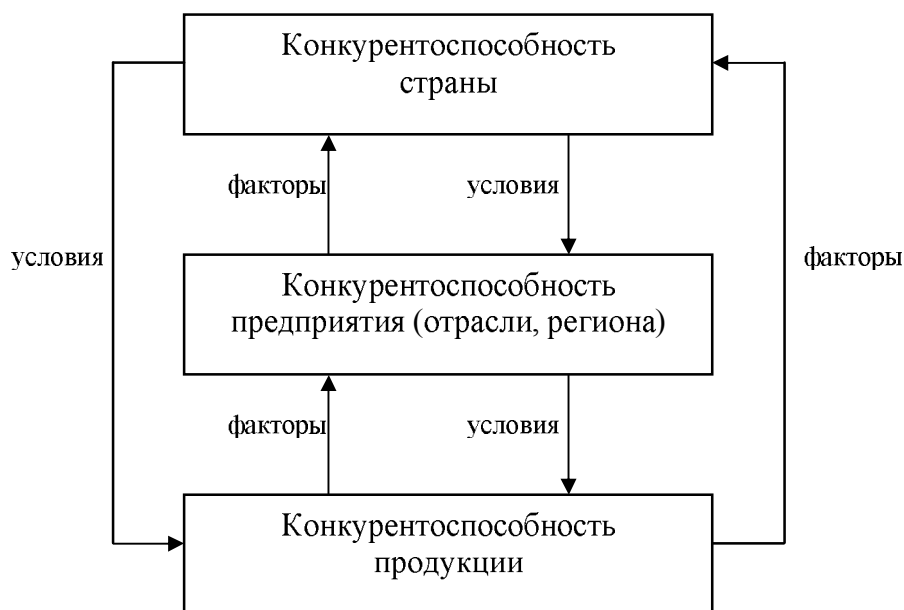 Конкурентоспособность
страны
факторы
условия
условия
факторы
Конкурентоспособность
предприятия (отрасли, региона)
факторы
условия
Конкурентоспособность
продукции